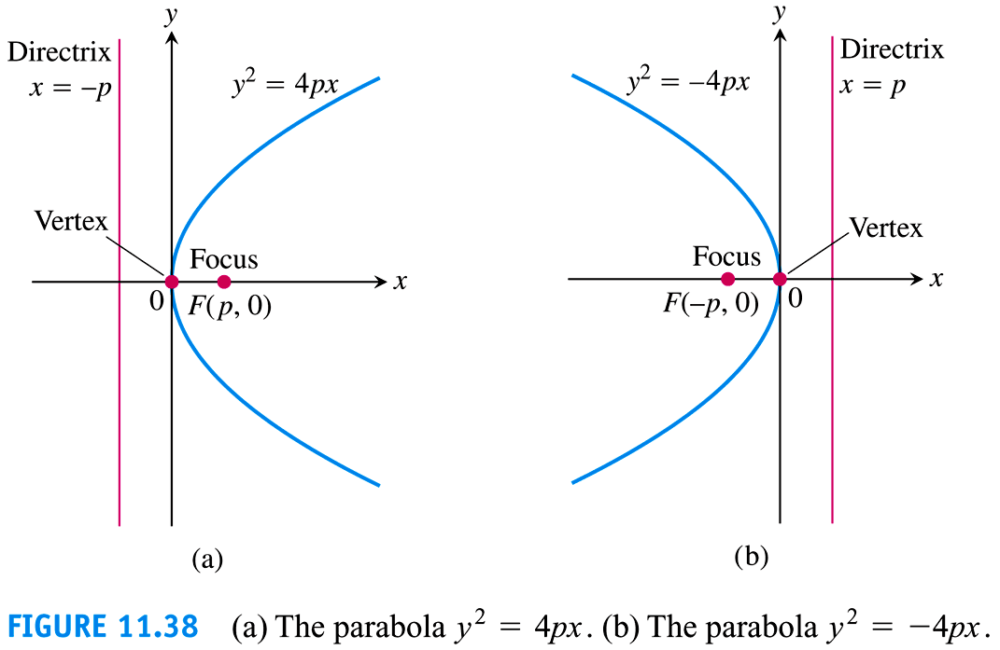 y
Directrix
x = –p
y² = 4px
Vertex
Focus
x
0
F(p, 0)
(a)
y
Directrix
x = p
y² = –4px
Vertex
Focus
x
F(–p, 0)
0
(b)
FIGURE 11.38 (a) The parabola y² = 4px. (b) The parabola y² = −4px.